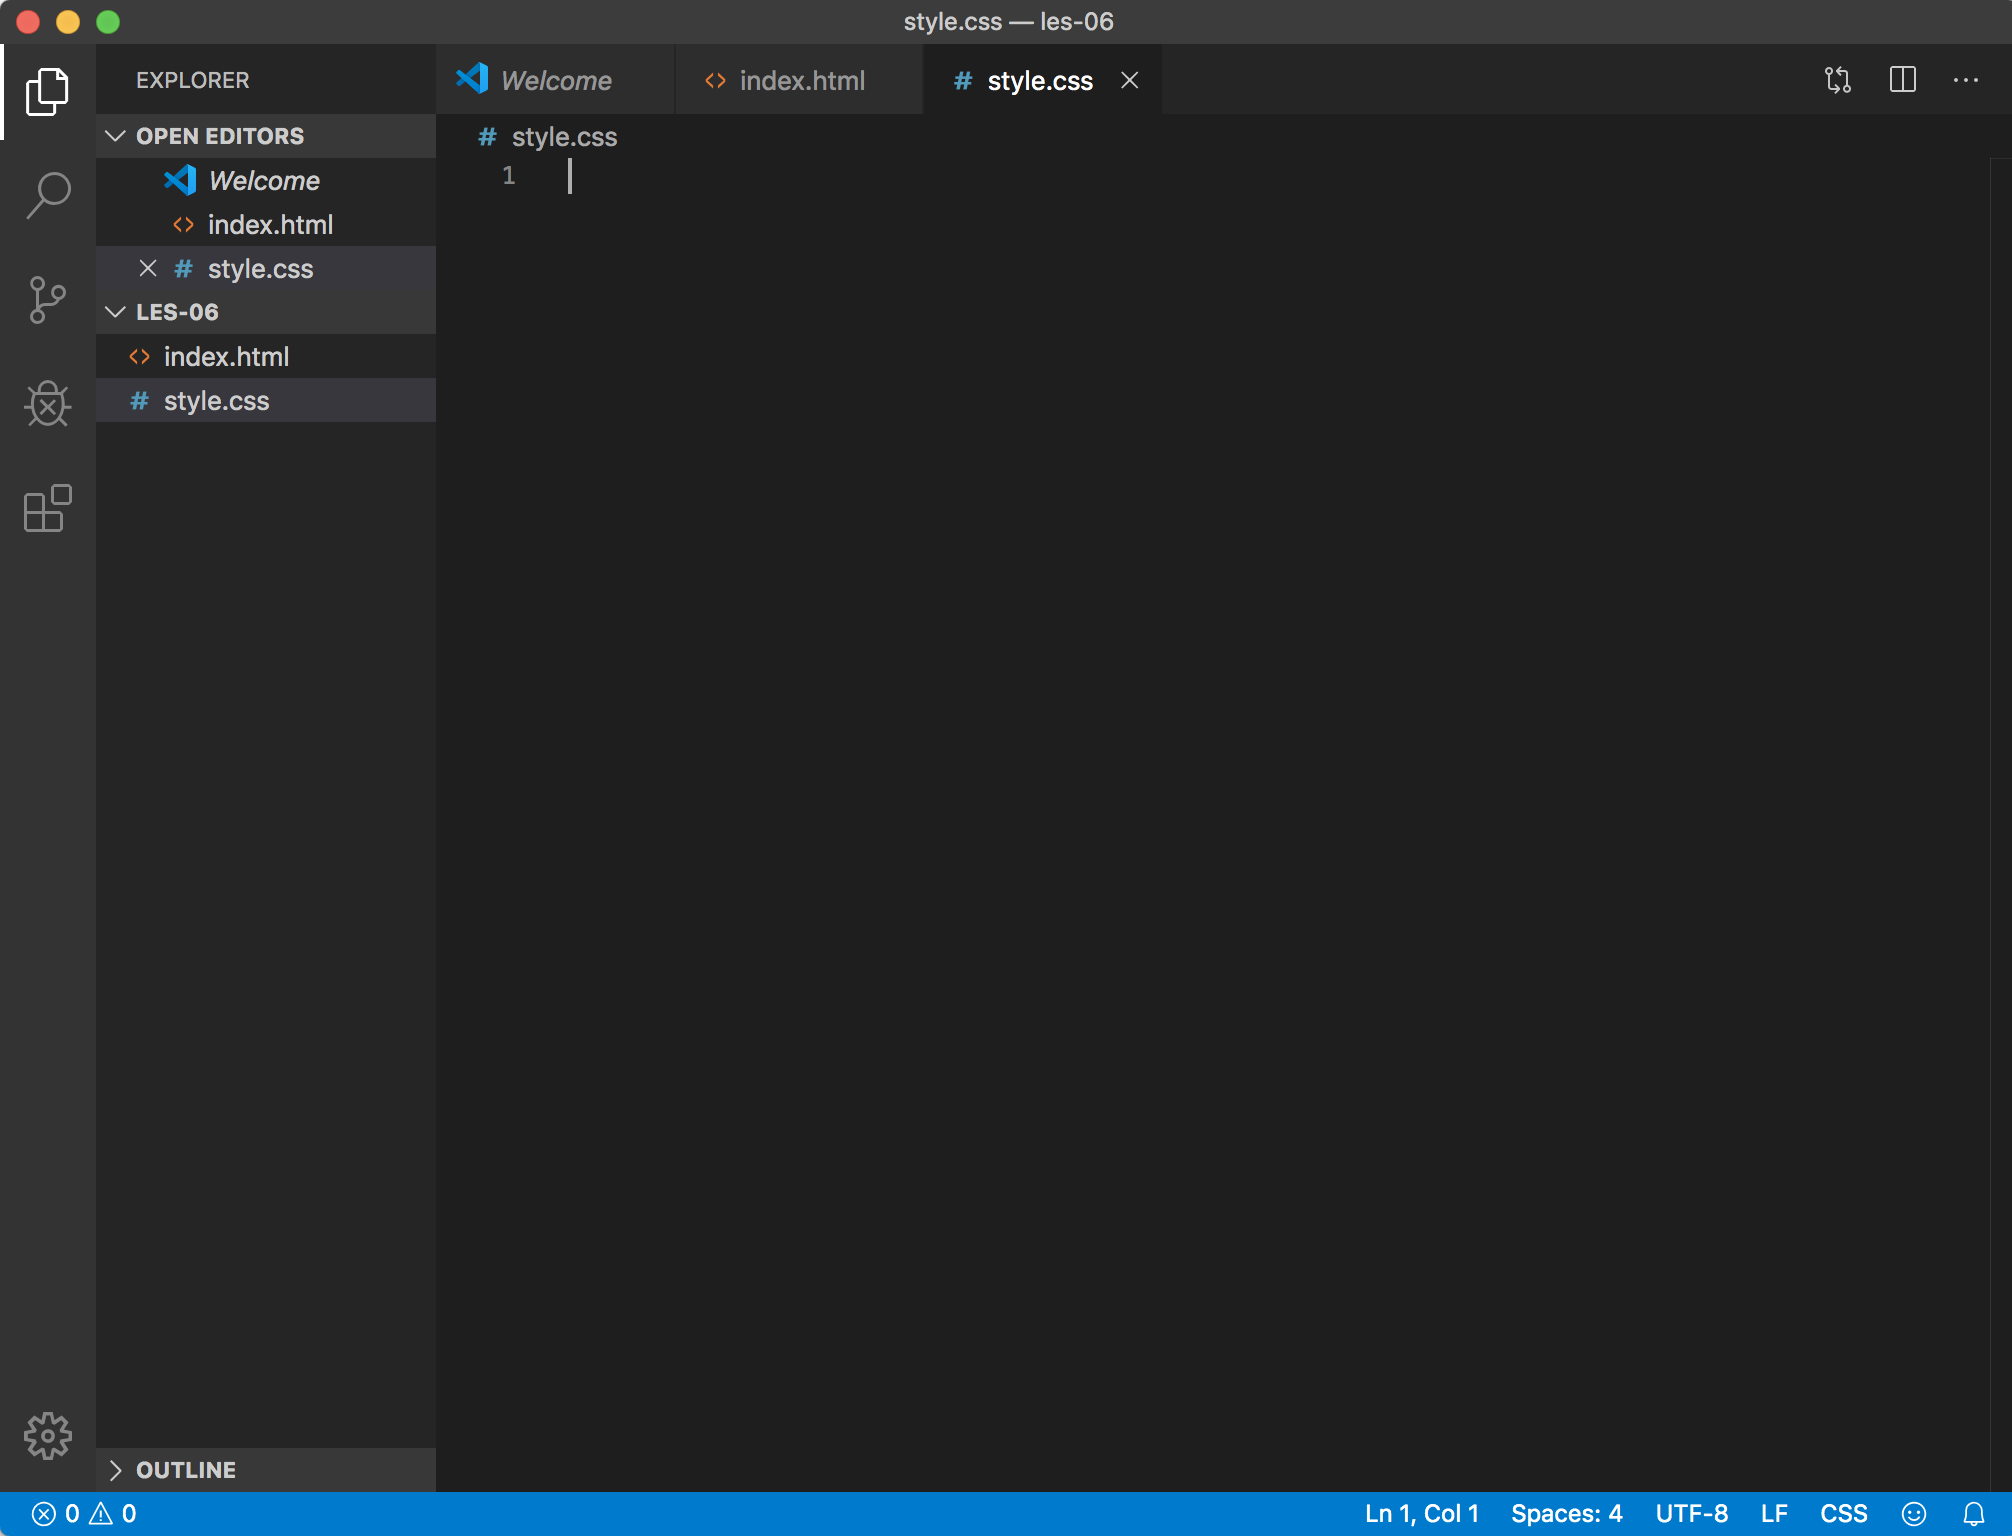 style.css — les-06
EXPLORER
Welcome
index.html
style.css
OPEN EDITORS
Welcome
index.html
style.css
LES-06
index.html
style.css
style.css
1
OUTLINE
0 0
Ln 1, Col 1 Spaces: 4 UTF-8 LF CSS